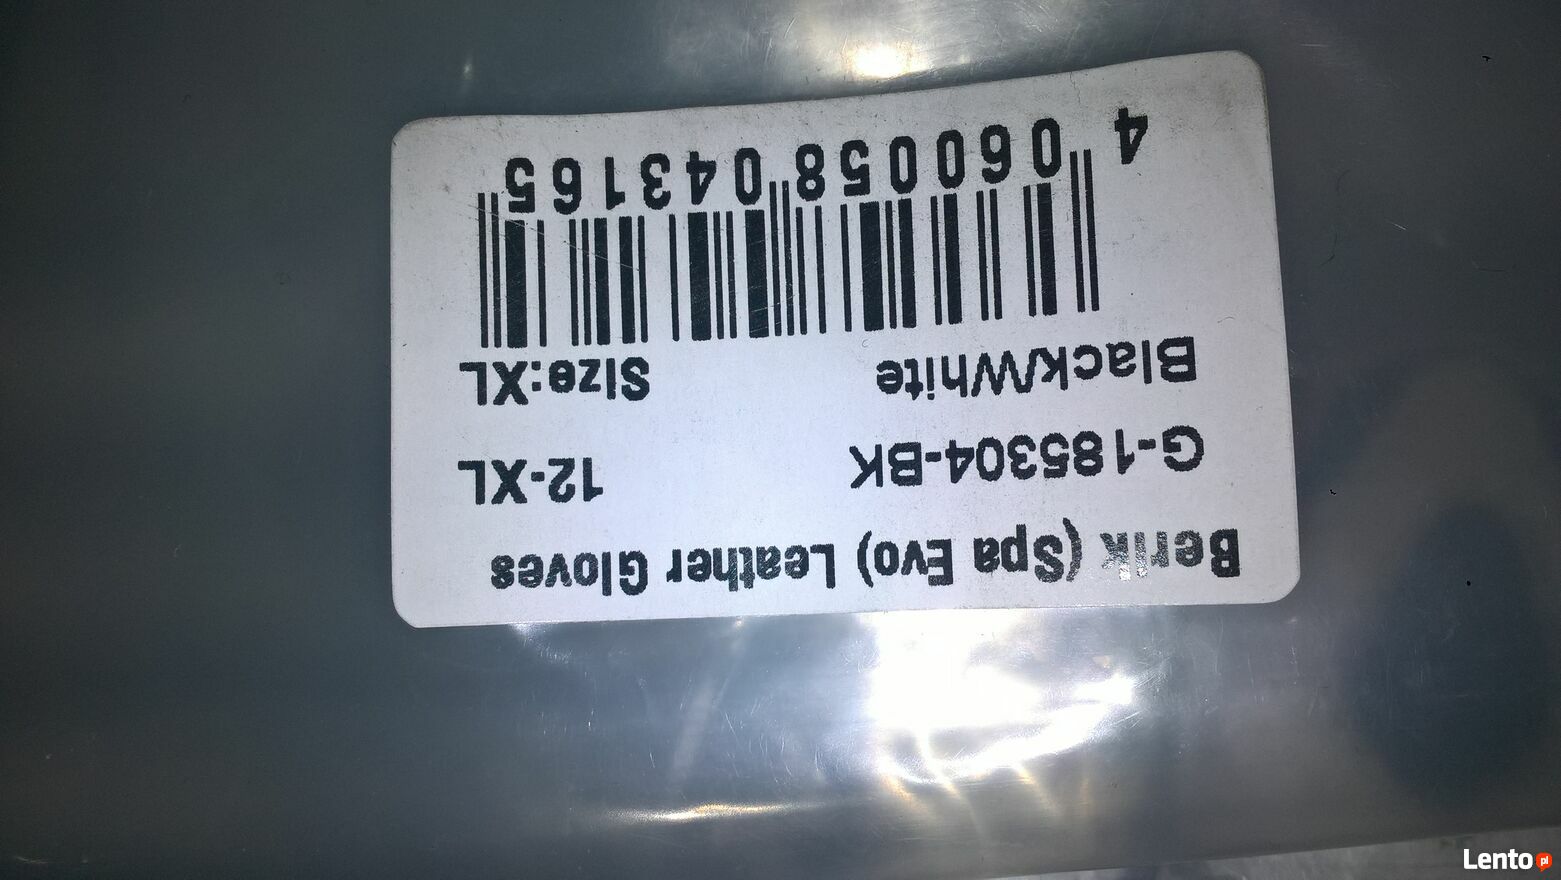 Berik (Spa Evo) Leather Gloves
G-185304-BK 12-XL
Black/White Size:XL
4 060058 043165
Lento pl